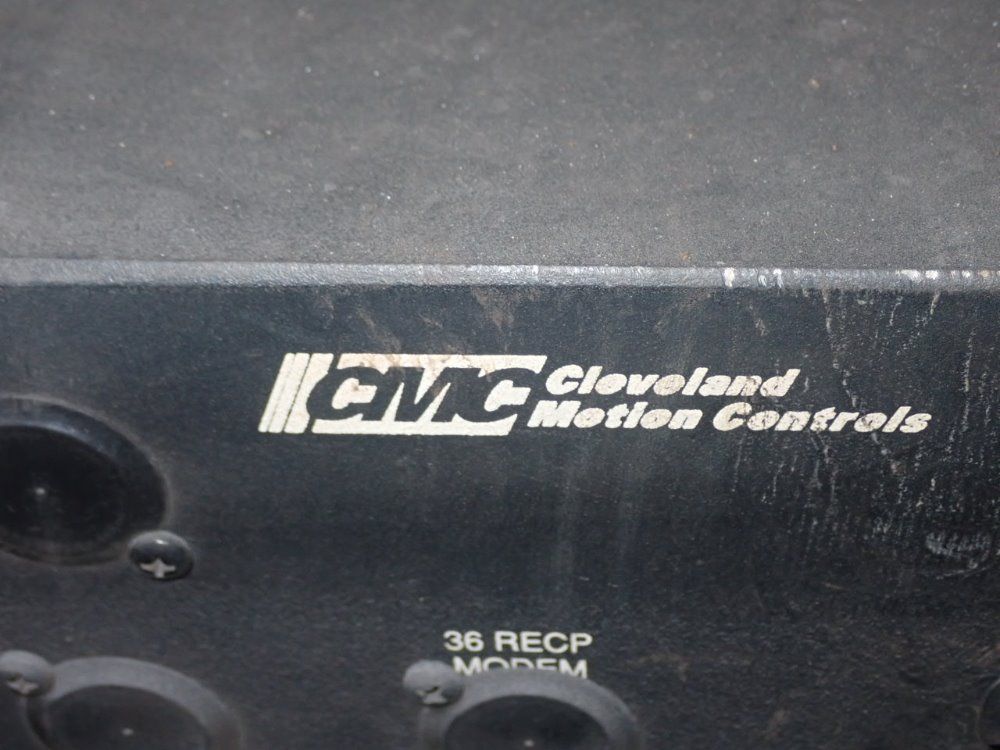 CMC
Cleveland
Motion Controls
36 RECP
MODEM